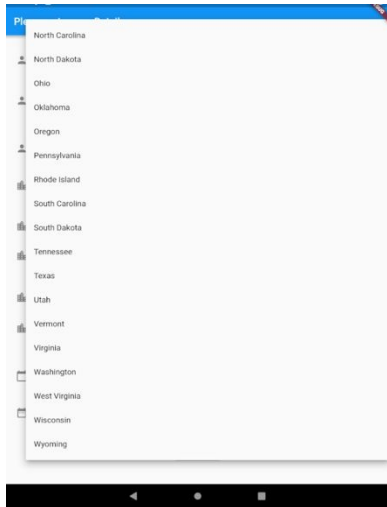 North Carolina
North Dakota
Ohio
Oklahoma
Oregon
Pennsylvania
Rhode Island
South Carolina
South Dakota
Tennessee
Texas
Utah
Vermont
Virginia
Washington
West Virginia
Wisconsin
Wyoming